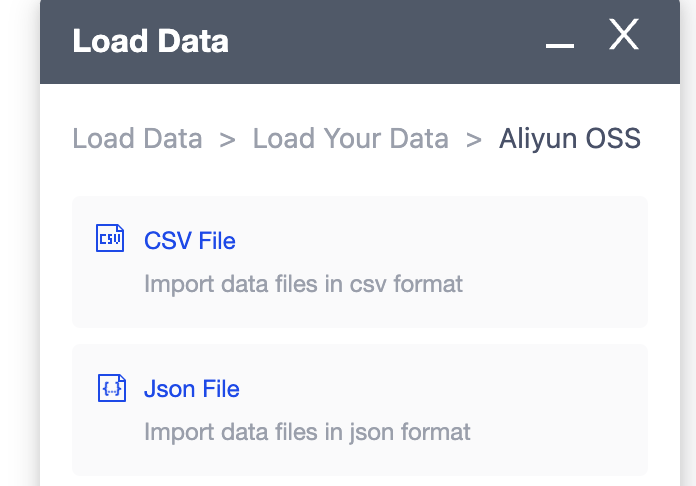 Load Data
Load Data > Load Your Data > Aliyun OSS
CSV
CSV File
Import data files in csv format
{...}
Json File
Import data files in json format